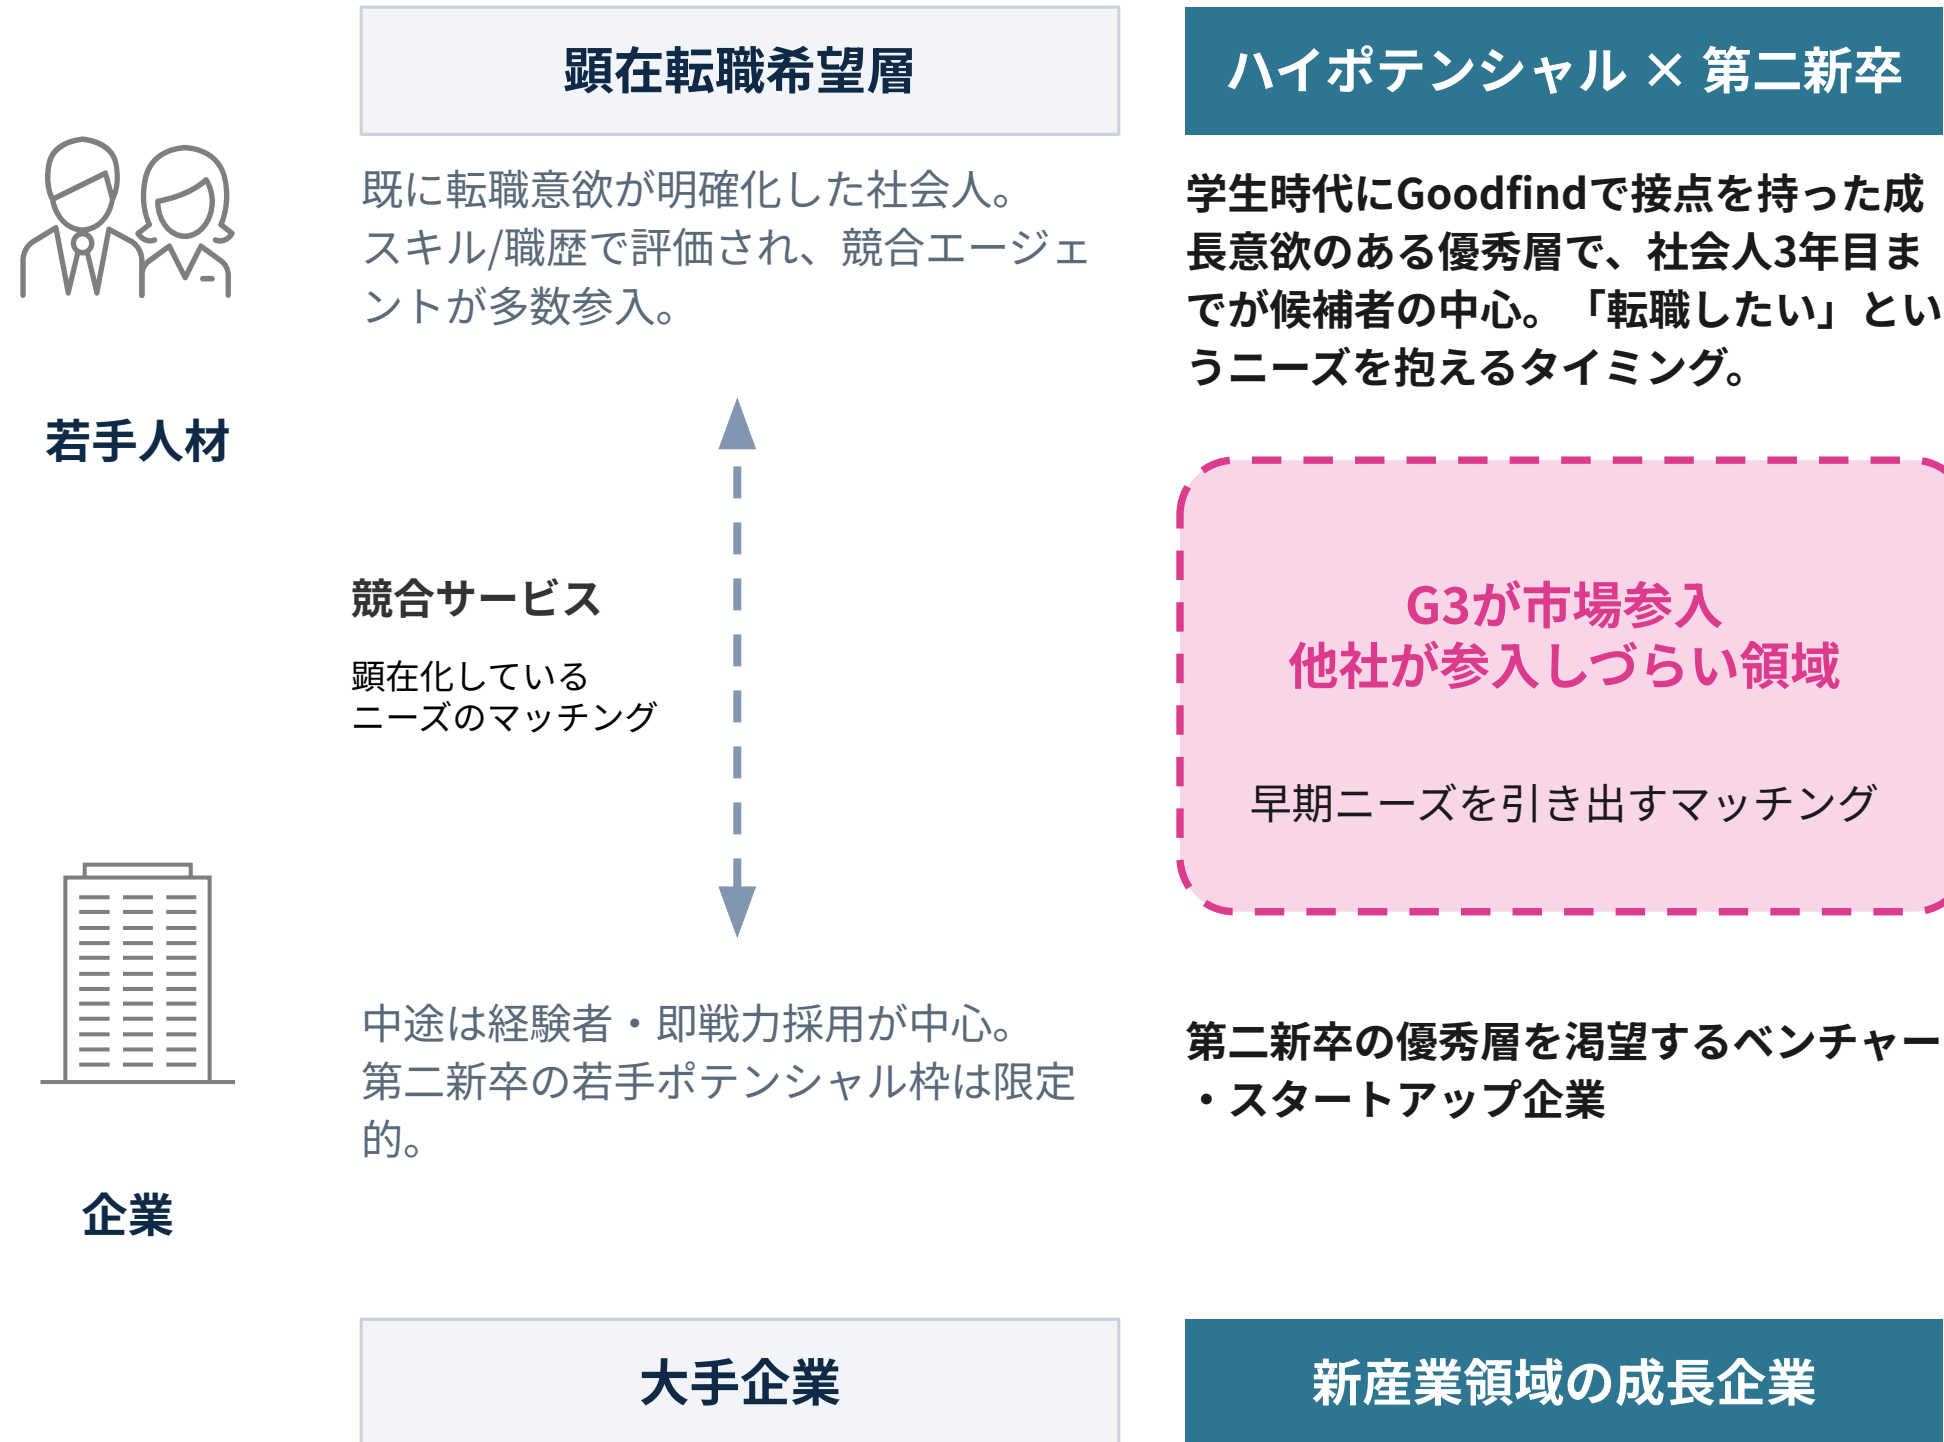 顕在転職希望層
ハイポテンシャル × 第二新卒
既に転職意欲が明確化した社会人。
スキル/職歴で評価され、競合エージェ
ントが多数参入。
学生時代にGoodfindで接点を持った成
長意欲のある優秀層で、社会人3年目ま
でが候補者の中心。「転職したい」とい
うニーズを抱えるタイミング。
若手人材
競合サービス
顕在化している
ニーズのマッチング
G3が市場参入
他社が参入しづらい領域
早期ニーズを引き出すマッチング
中途は経験者・即戦力採用が中心。
第二新卒の若手ポテンシャル枠は限定
的。
第二新卒の優秀層を渇望するベンチャー
・スタートアップ企業
企業
大手企業
新産業領域の成長企業